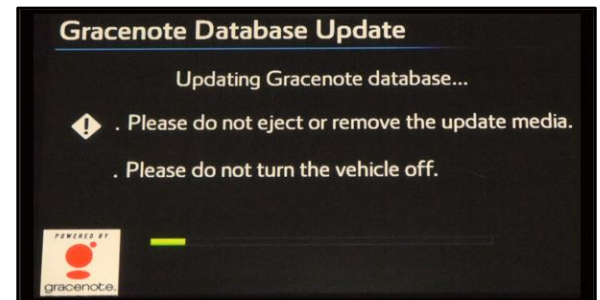 Gracenote Database Update
Updating Gracenote database...
. Please do not eject or remove the update media.
. Please do not turn the vehicle off.
POWERED BY
gracenote.